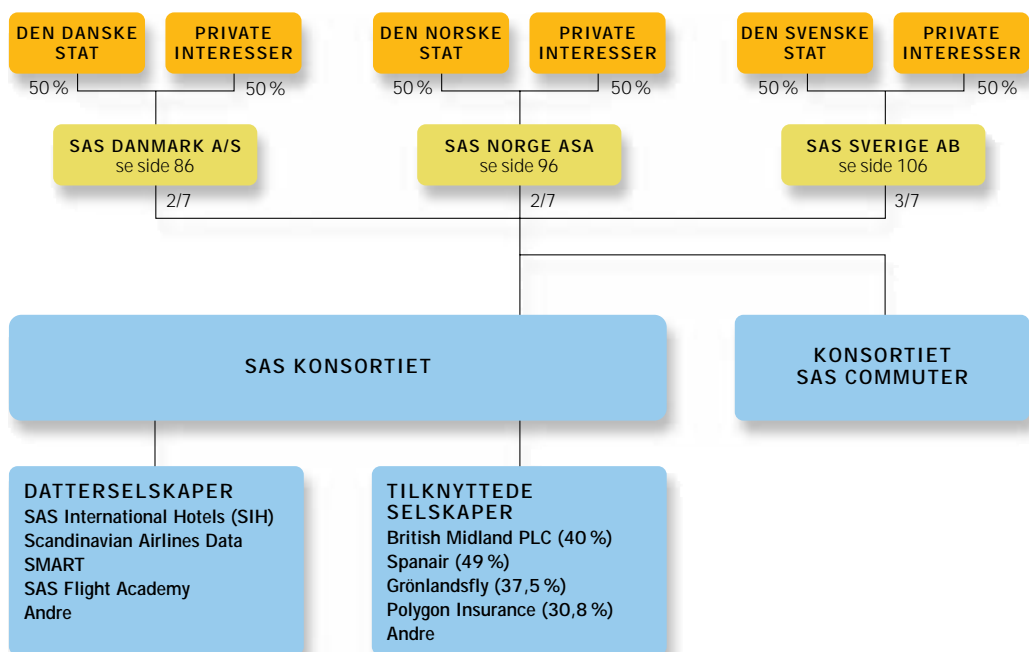 DEN DANSKE
STAT
PRIVATE
INTERESSER
DEN NORSKE
STAT
PRIVATE
INTERESSER
DEN SVENSKE
STAT
PRIVATE
INTERESSER
50 %
50 %
50 %
50 %
50 %
50 %
SAS DANMARK A/S
se side 86
SAS NORGE ASA
se side 96
SAS SVERIGE AB
se side 106
2/7
2/7
3/7
SAS KONSORTIET
KONSORTIET
SAS COMMUTER
DATTERSELSKAPER
SAS International Hotels (SIH)
Scandinavian Airlines Data
SMART
SAS Flight Academy
Andre
TILKNYTTEDE
SELSKAPER
British Midland PLC (40 %)
Spanair (49 %)
Grönlandsfly (37,5 %)
Polygon Insurance (30,8 %)
Andre